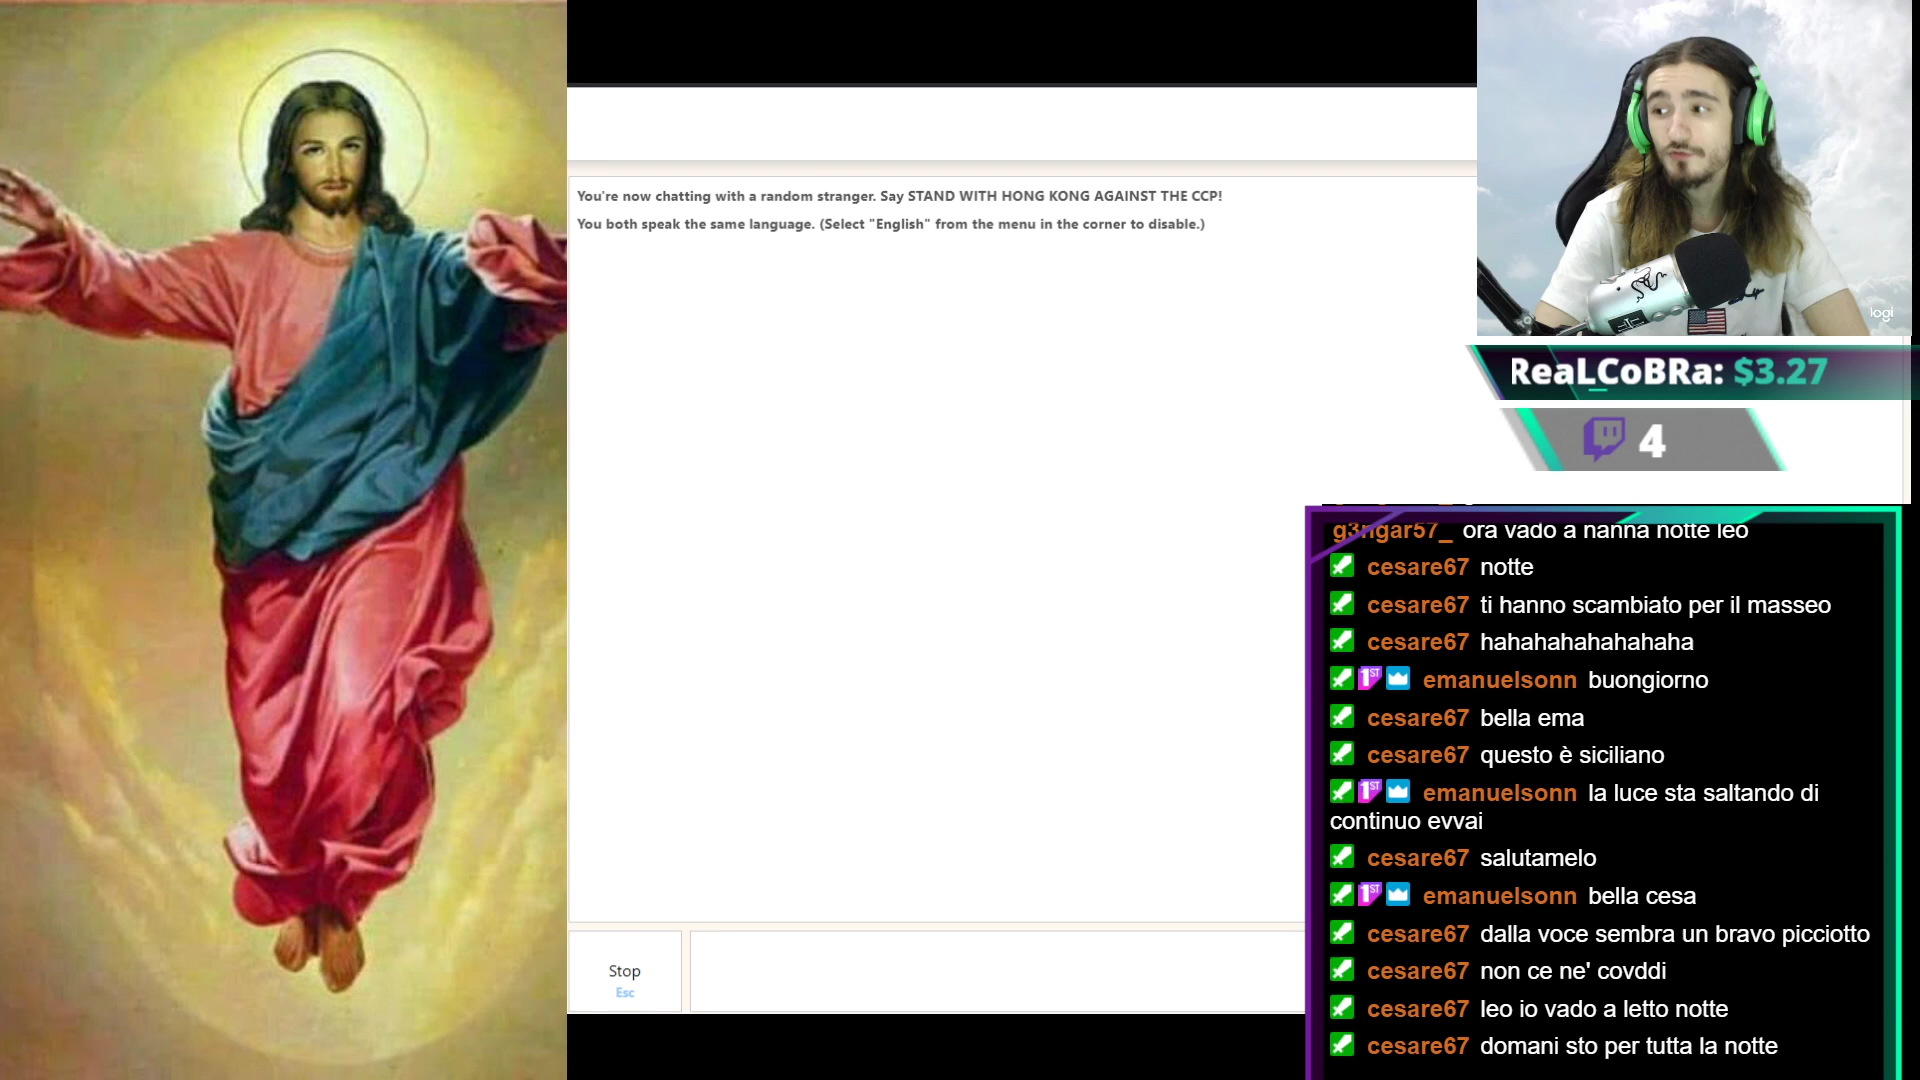 You're now chatting with a random stranger. Say STAND WITH HONG KONG AGAINST THE CCP!
You both speak the same language. (Select "English" from the menu in the corner to disable.)
logi
ReaL_CoBRa: $3.27
4
g3ngar57_ ora vado a nanna notte leo
cesare67 notte
cesare67 ti hanno scambiato per il masseo
cesare67 hahahahahahahaha
1ST emanuelsonn buongiorno
cesare67 bella ema
cesare67 questo è siciliano
1ST emanuelsonn la luce sta saltando di
continuo evvai
cesare67 salutamelo
1ST emanuelsonn bella cesa
cesare67 dalla voce sembra un bravo picciotto
cesare67 non ce ne' covddi
cesare67 leo io vado a letto notte
cesare67 domani sto per tutta la notte
Stop
Esc